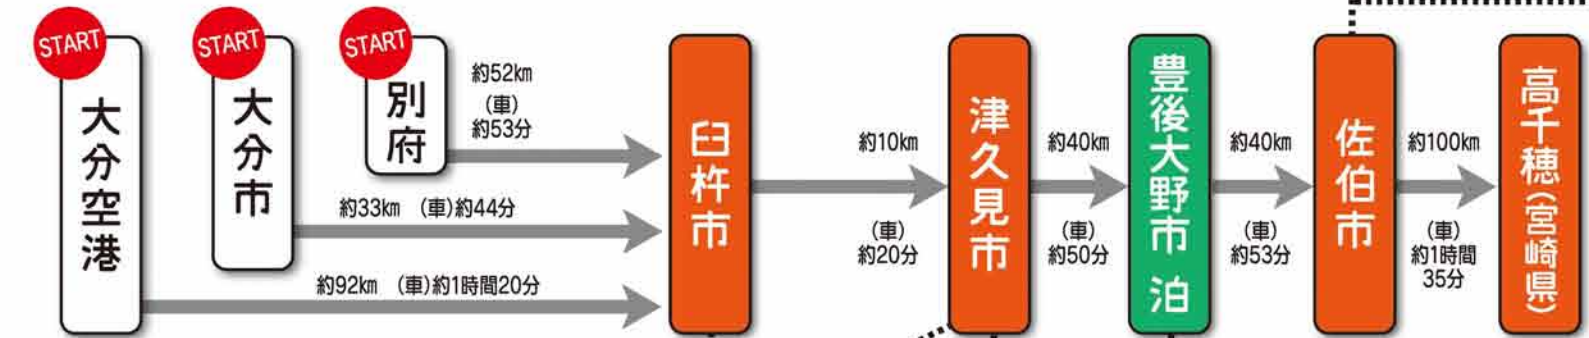 START
大分空港
START
大分市
START
別府
約52km
(車)
約53分
約33km (車)約44分
約92km (車)約1時間20分
臼杵市
約10km
(車)
約20分
津久見市
約40km
(車)
約50分
豊後大野市 泊
約40km
(車)
約53分
佐伯市
約100km
(車)
約1時間
35分
高千穂(宮崎県)